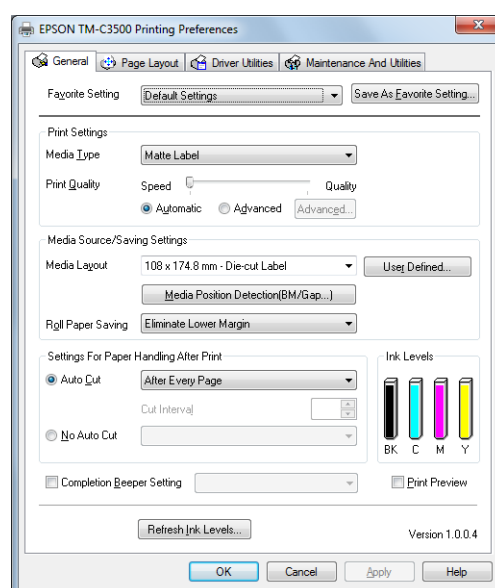 EPSON TM-C3500 Printing Preferences
General Page Layout Driver Utilities Maintenance And Utilities
Favorite Setting Default Settings Save As Favorite Setting...
Print Settings
Media Type Matte Label
Print Quality Speed Quality
Automatic Advanced Advanced...
Media Source/Saving Settings
Media Layout 108 x 174.8 mm - Die-cut Label User Defined...
Media Position Detection(BM/Gap...)
Roll Paper Saving Eliminate Lower Margin
Settings For Paper Handling After Print Ink Levels
Auto Cut After Every Page
Cut Interval
No Auto Cut
BK C M Y
Completion Beeper Setting Print Preview
Refresh Ink Levels... Version 1.0.0.4
OK Cancel Apply Help